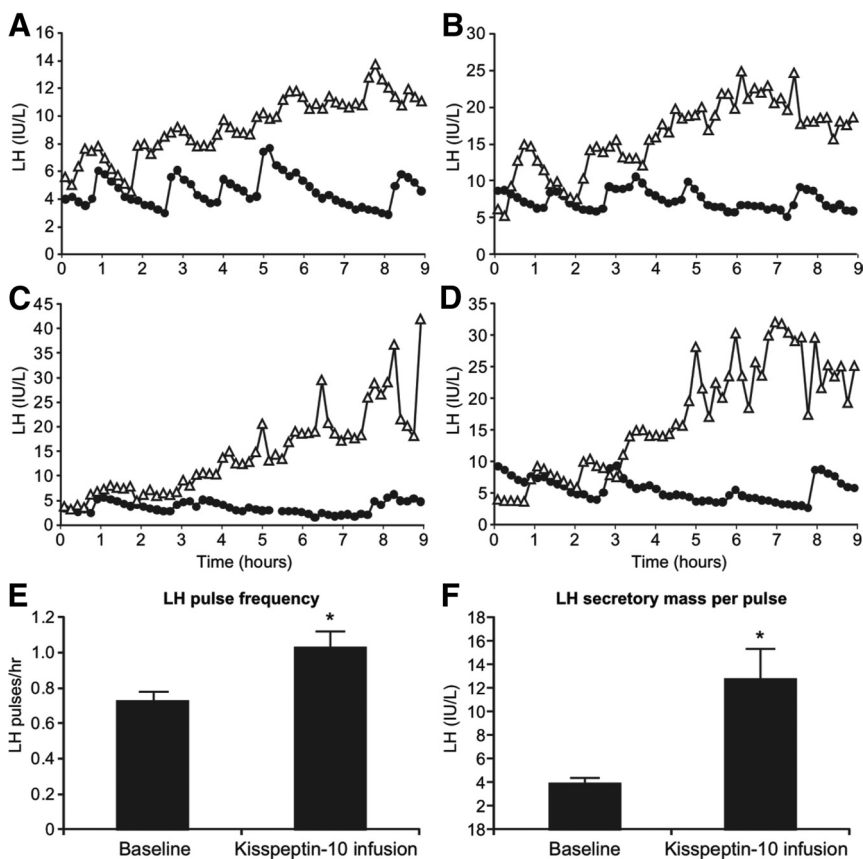 A
16
14
12
10
8
6
4
2
0
LH (IU/L)
0 1 2 3 4 5 6 7 8 9
B
30
25
20
15
10
5
0
LH (IU/L)
0 1 2 3 4 5 6 7 8 9
C
45
40
35
30
25
20
15
10
5
0
LH (IU/L)
0 1 2 3 4 5 6 7 8 9
Time (hours)
D
35
30
25
20
15
10
5
0
LH (IU/L)
0 1 2 3 4 5 6 7 8 9
Time (hours)
E
LH pulse frequency
1.2
1.0
0.8
0.6
0.4
0.2
0
LH pulses/hr
*
Baseline Kisspeptin-10 infusion
F
LH secretory mass per pulse
18
16
14
12
10
8
6
4
2
18
LH (IU/L)
*
Baseline Kisspeptin-10 infusion